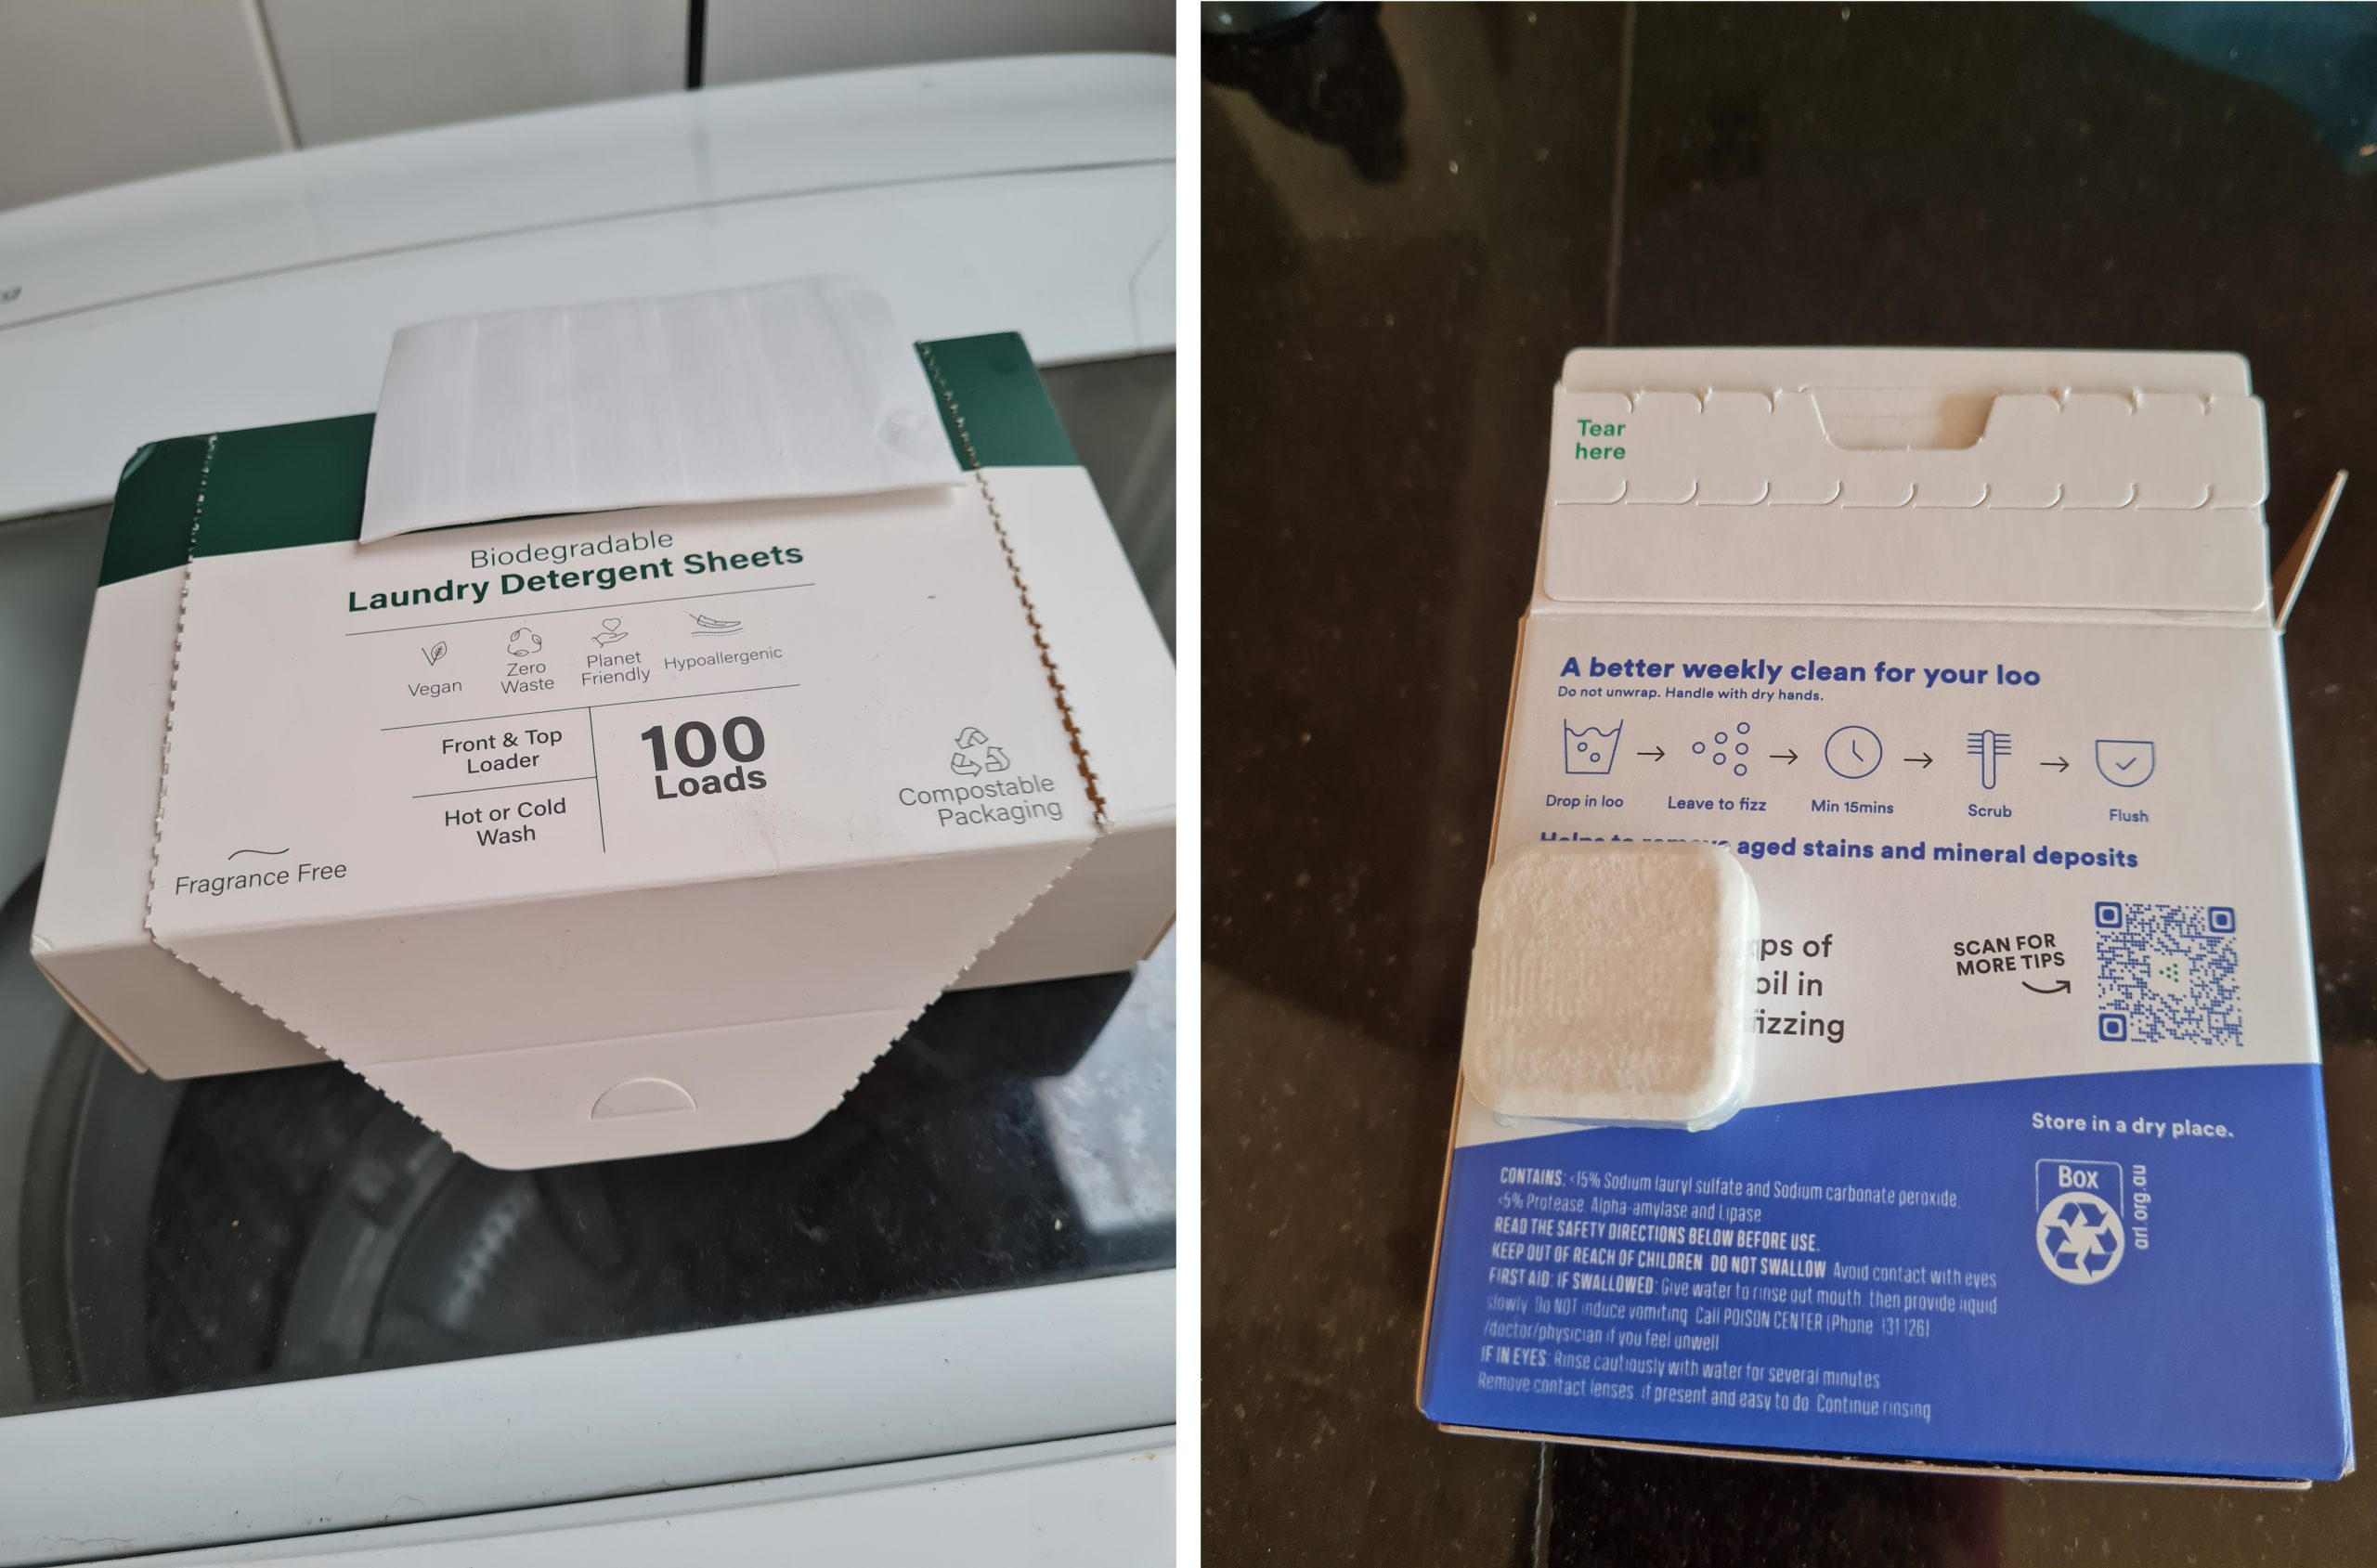 Biodegradable
Laundry Detergent Sheets
Vegan
Zero
Waste
Planet
Friendly
Hypoallergenic
Front & Top
Loader
Hot or Cold
Wash
100
Loads
Compostable
Packaging
Fragrance Free
Tear
here
A better weekly clean for your loo
Do not unwrap. Handle with dry hands.
Drop in loo
Leave to fizz
Min 15mins
Scrub
Flush
aged stains and mineral deposits
of
in
SCAN FOR
MORE TIPS
Store in a dry place.
Box
arl.org.au
CONTAINS: <15% Sodium lauryl sulfate and Sodium carbonate peroxide,
<5% Protease, Alpha-amylase and Lipase
READ THE SAFETY DIRECTIONS BELOW BEFORE USE.
KEEP OUT OF REACH OF CHILDREN. DO NOT SWALLOW. Avoid contact with eyes
FIRST AID: IF SWALLOWED: Give water to rinse out mouth, then provide liquid
slowly. Do NOT induce vomiting. Call POISON CENTER (Phone 131 126)
/doctor/physician if you feel unwell
IF IN EYES: Rinse cautiously with water for several minutes
Remove contact lenses, if present and easy to do. Continue rinsing